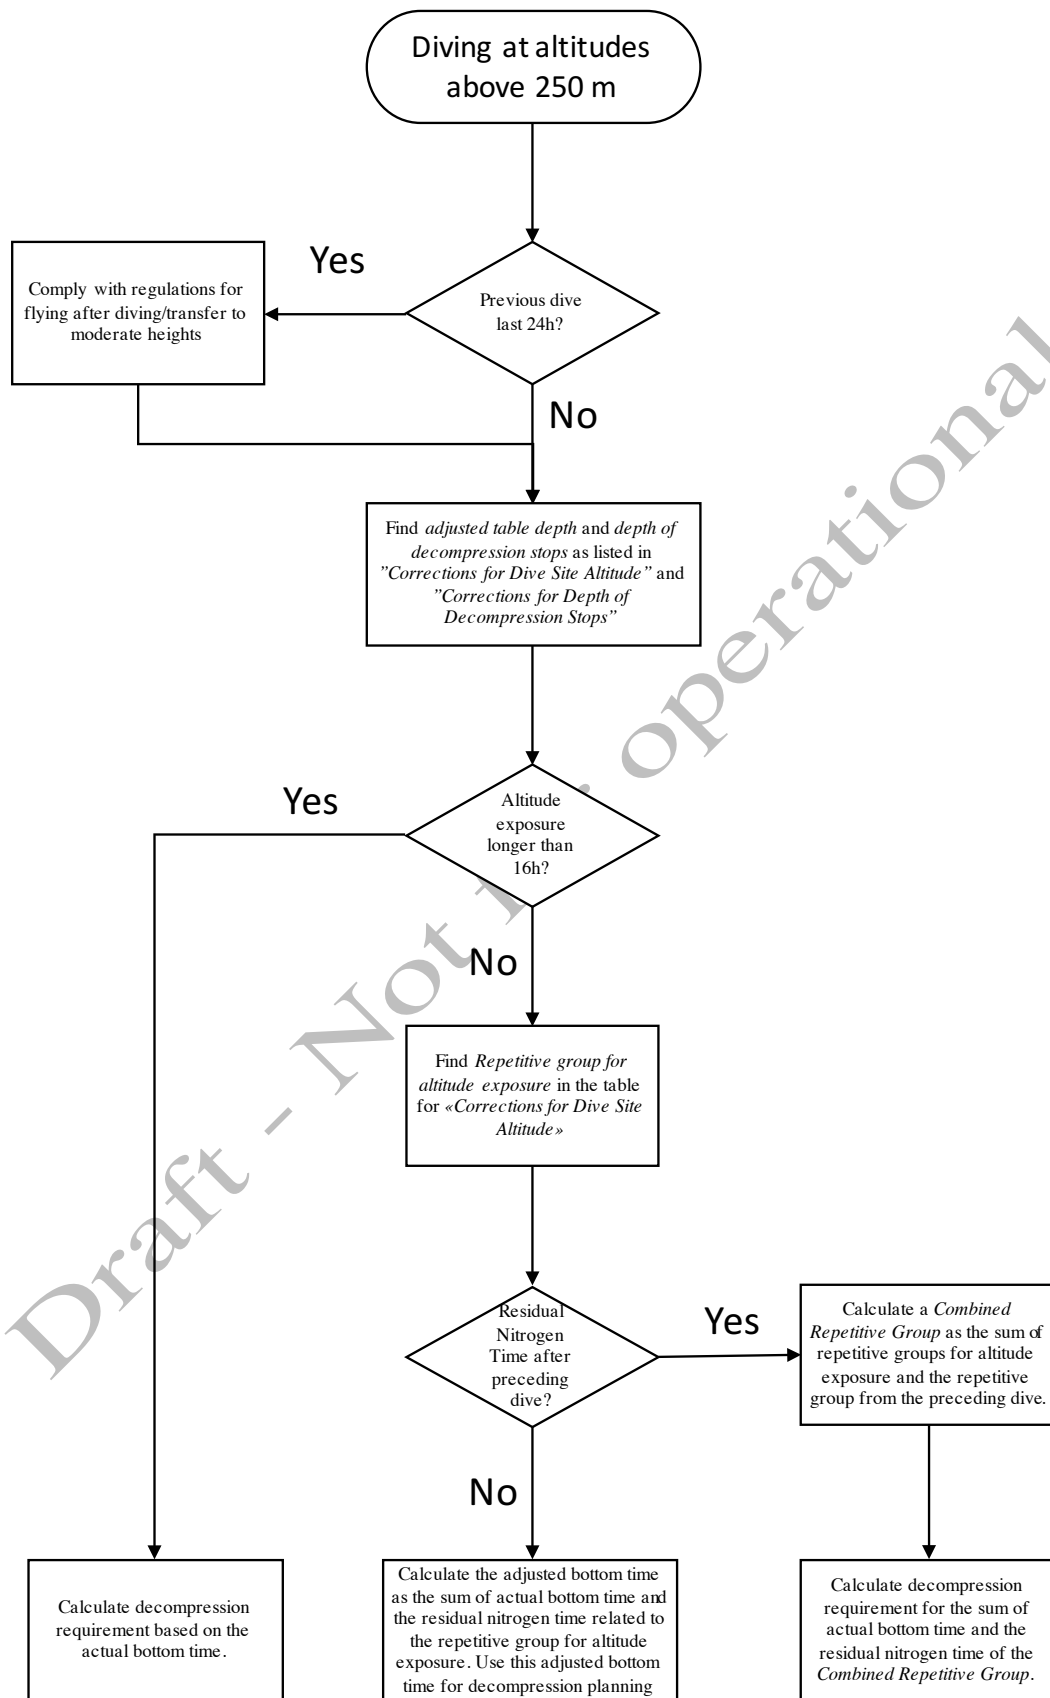 Diving at altitudes
above 250 m
Yes
Comply with regulations for
flying after diving/transfer to
moderate heights
Previous dive
last 24h?
No
Find adjusted table depth and depth of
decompression stops as listed in
”Corrections for Dive Site Altitude” and
”Corrections for Depth of
Decompression Stops”
Yes
Altitude
exposure
longer than
16h?
No
Find Repetitive group for
altitude exposure in the table
for «Corrections for Dive Site
Altitude»
Residual
Nitrogen
Time after
preceding
dive?
Yes
Calculate a Combined
Repetitive Group as the sum of
repetitive groups for altitude
exposure and the repetitive
group from the preceding dive.
No
Calculate decompression
requirement based on the
actual bottom time.
Calculate the adjusted bottom time
as the sum of actual bottom time and
the residual nitrogen time related to
the repetitive group for altitude
exposure. Use this adjusted bottom
time for decompression planning
Calculate decompression
requirement for the sum of
actual bottom time and the
residual nitrogen time of the
Combined Repetitive Group.
Draft - Not operational